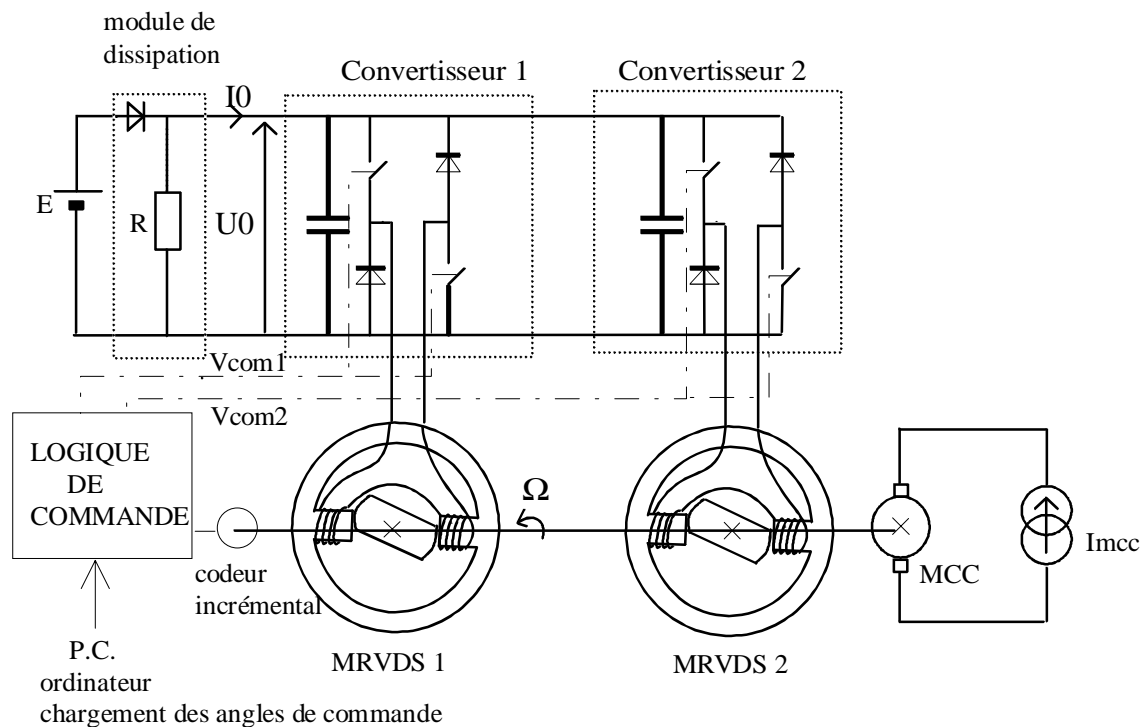 module de
dissipation
Convertisseur 1
Convertisseur 2
I0
E
R
U0
Vcom1
Vcom2
LOGIQUE
DE
COMMANDE
Ω
codeur
incrémental
MCC
Imcc
MRVDS 1
MRVDS 2
P.C.
ordinateur
chargement des angles de commande